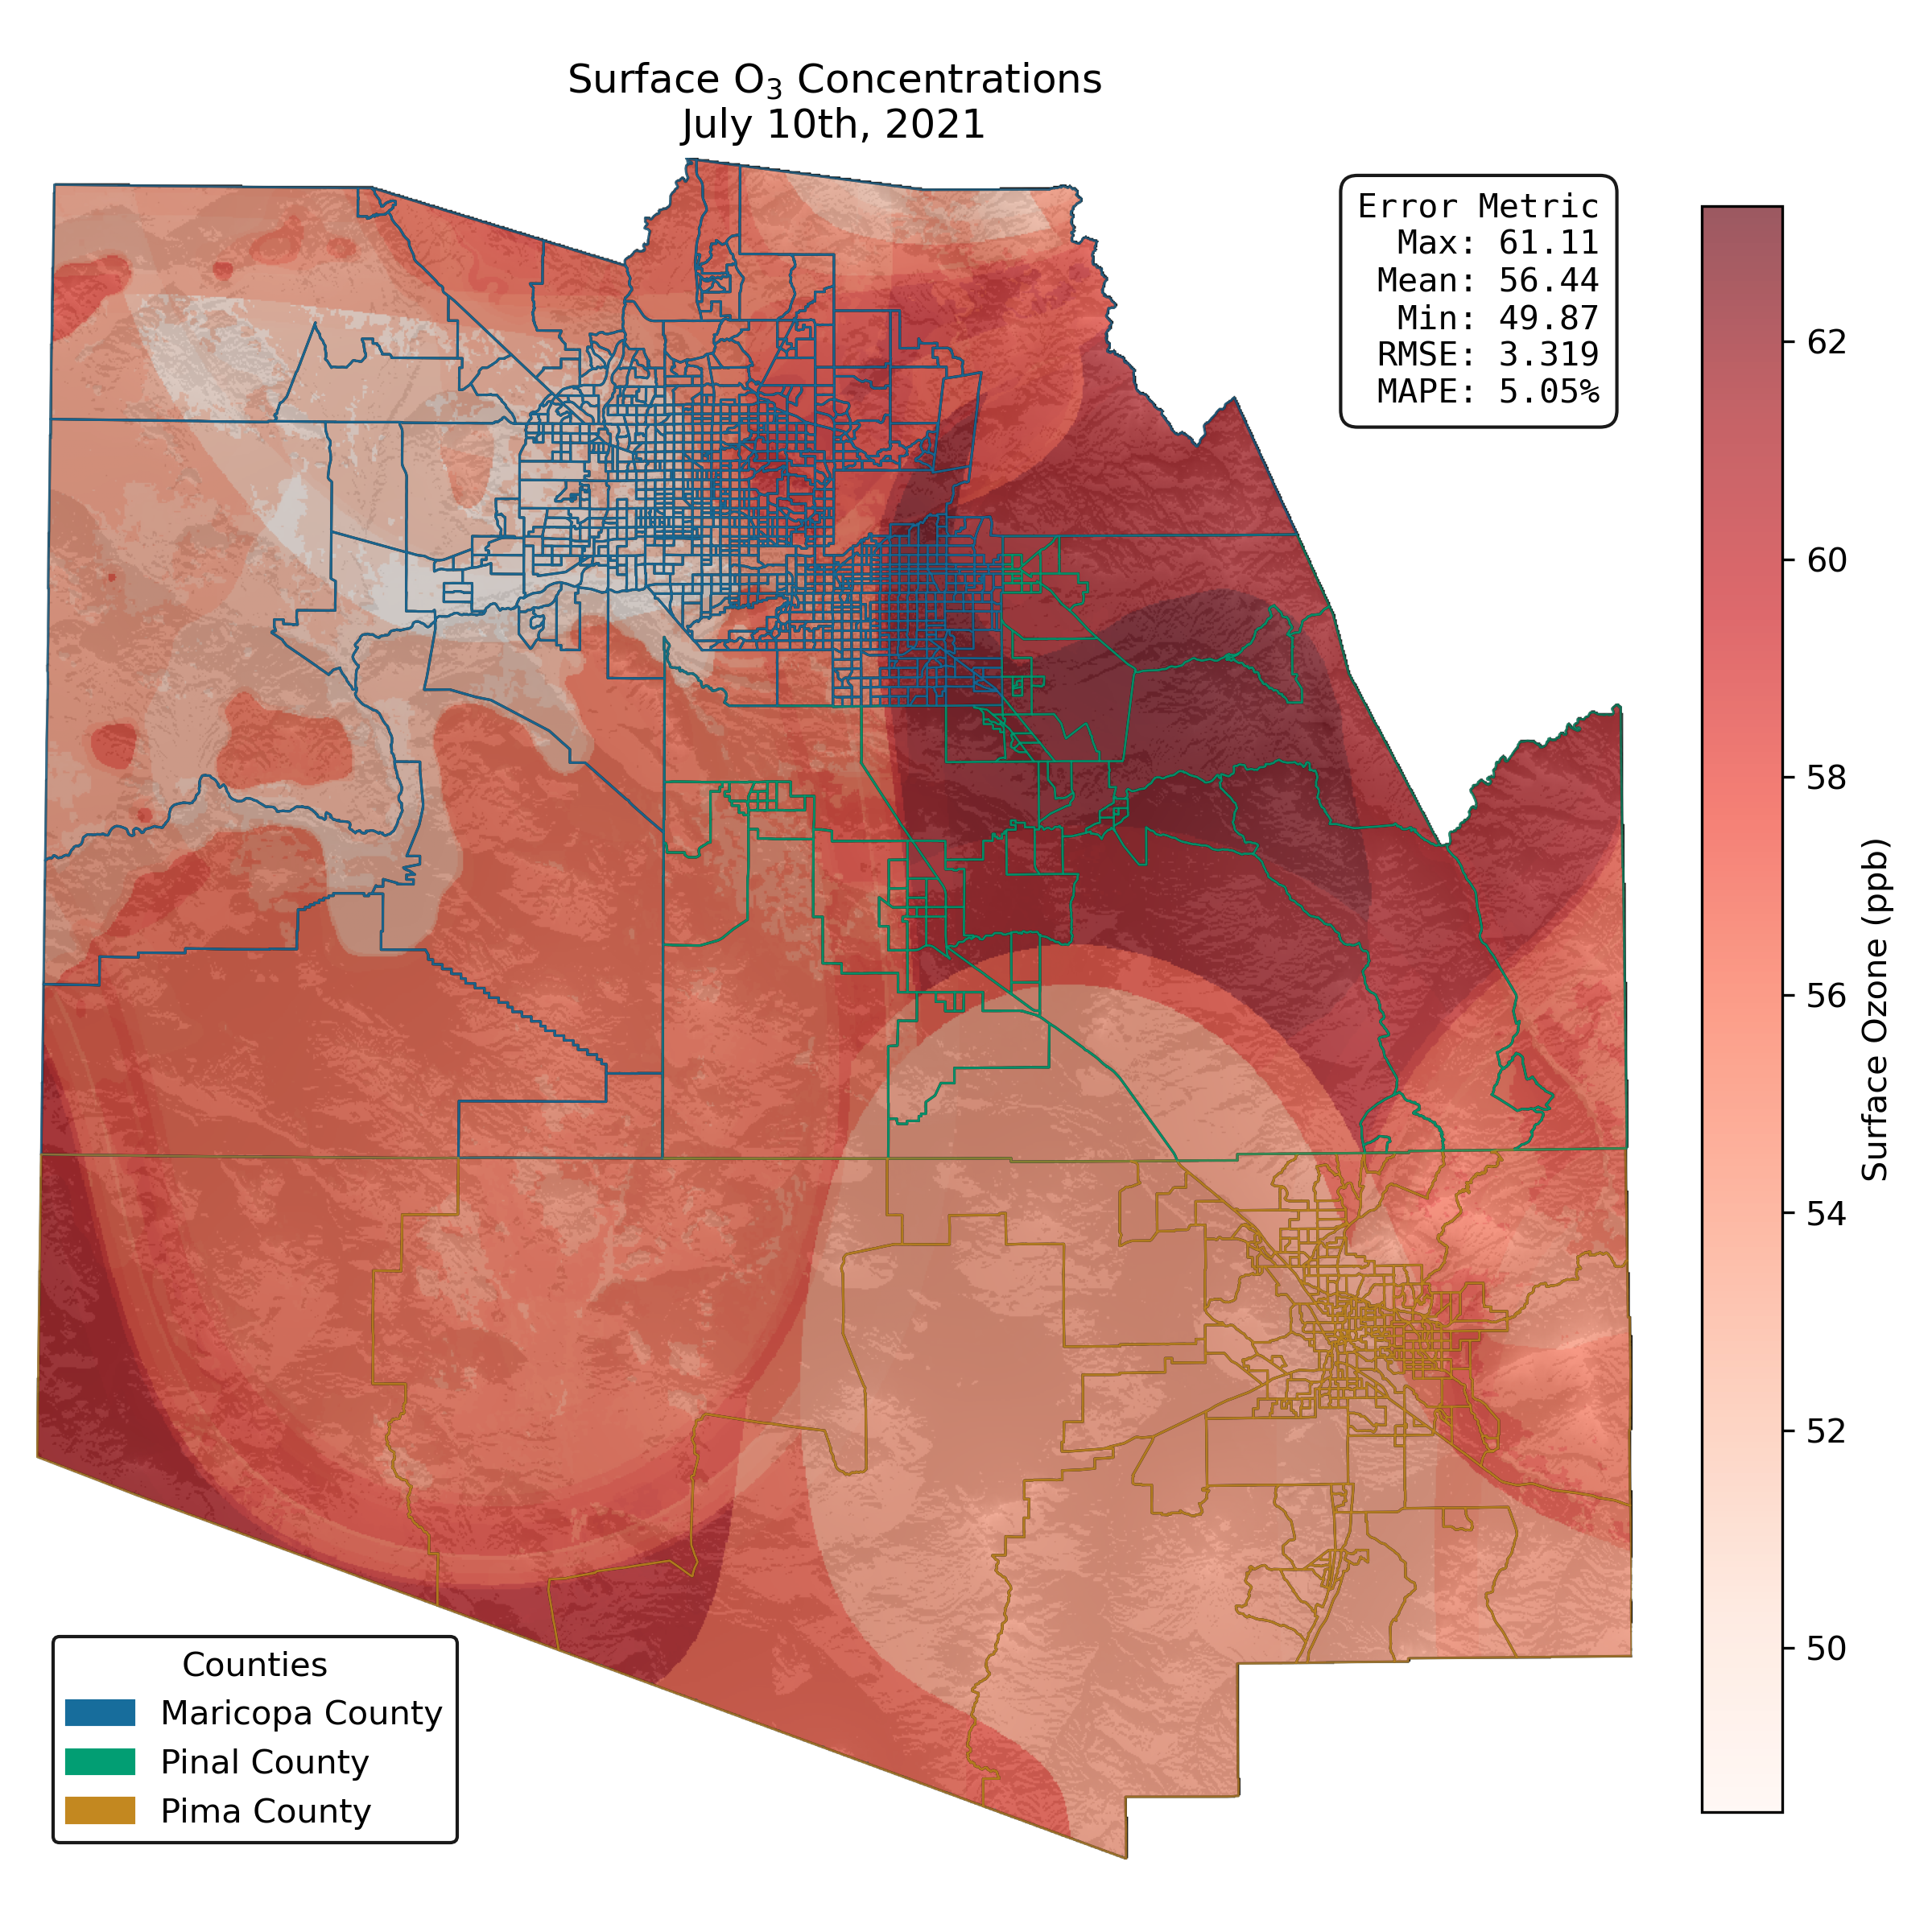 Surface O₃ Concentrations
July 10th, 2021
Error Metric
Max: 61.11
Mean: 56.44
Min: 49.87
RMSE: 3.319
MAPE: 5.05%
62
60
58
56
54
52
50
Surface Ozone (ppb)
Counties
Maricopa County
Pinal County
Pima County